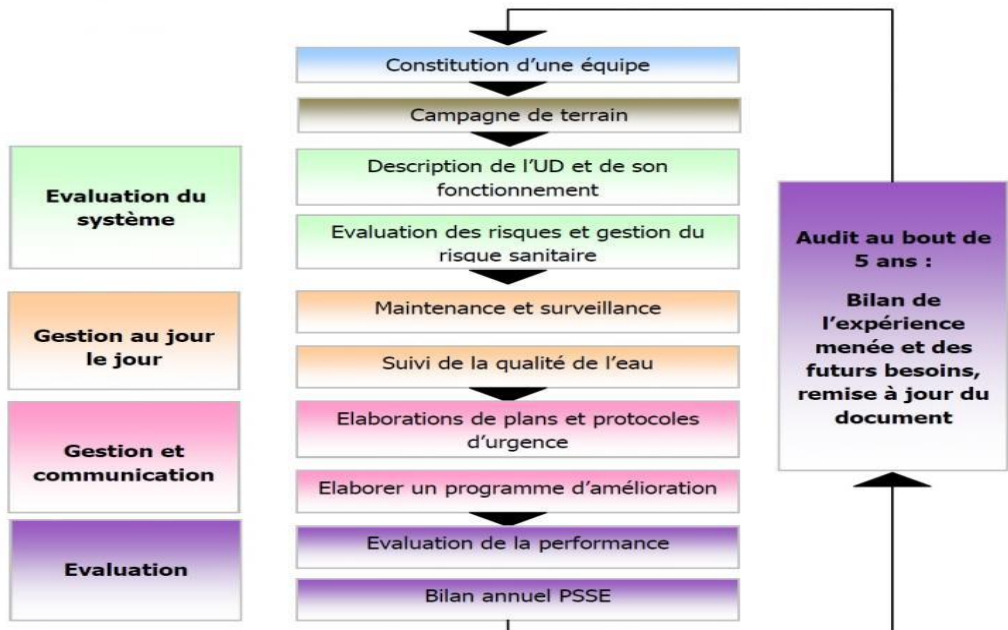 Constitution d'une équipe
Campagne de terrain
Evaluation du
système
Description de l'UD et de son
fonctionnement
Evaluation des risques et gestion du
risque sanitaire
Gestion au jour
le jour
Maintenance et surveillance
Suivi de la qualité de l'eau
Gestion et
communication
Elaborations de plans et protocoles
d'urgence
Elaborer un programme d'amélioration
Evaluation
Evaluation de la performance
Bilan annuel PSSE
Audit au bout de
5 ans :
Bilan de
l'expérience
menée et des
futurs besoins,
remise à jour du
document